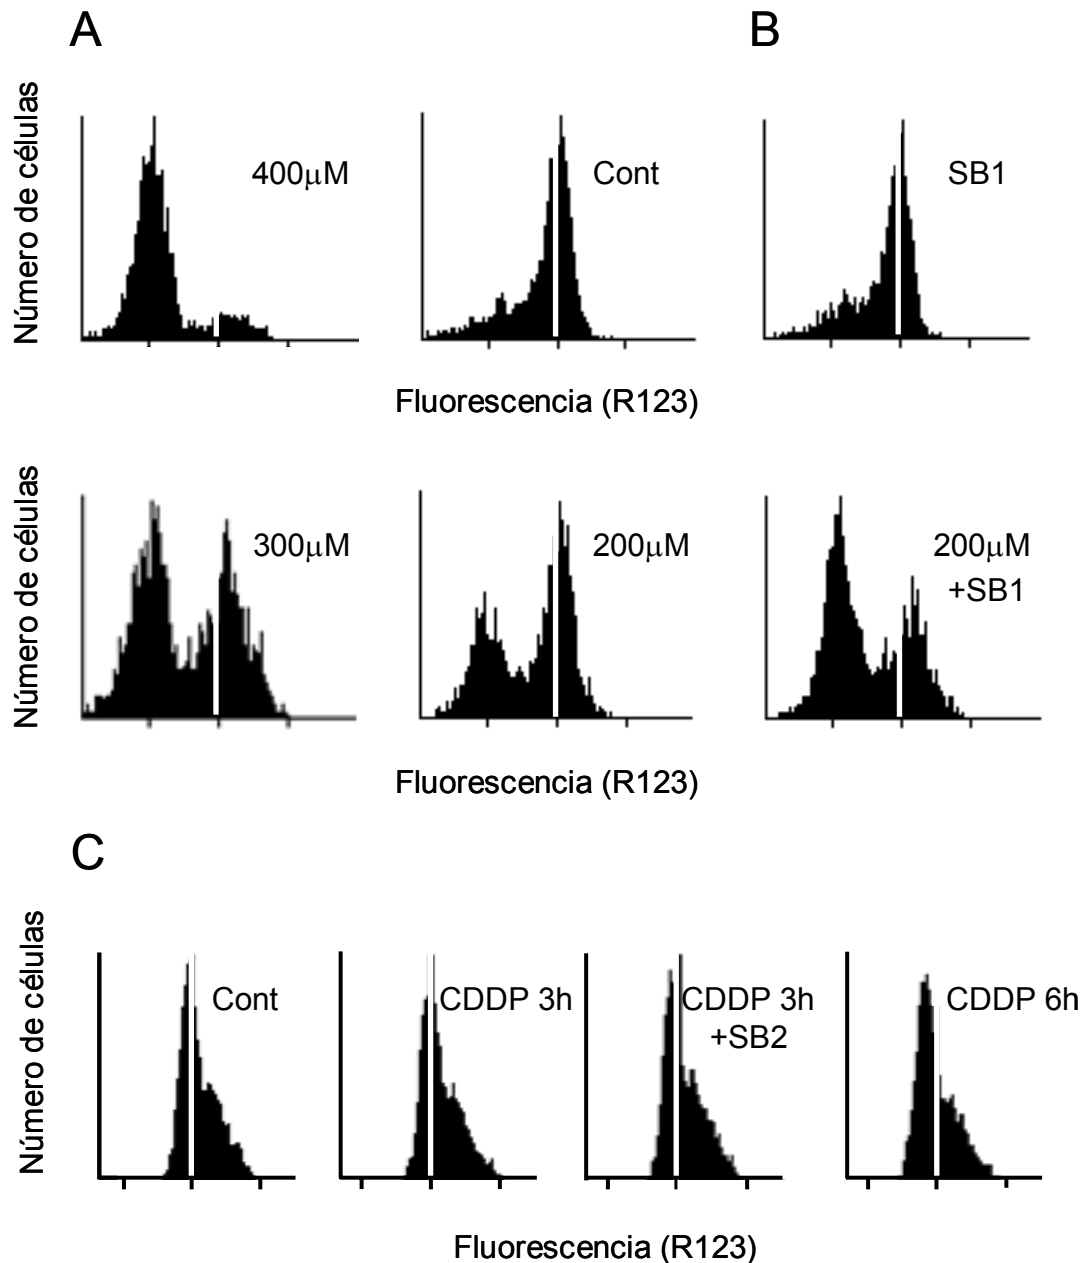 A
B
Número de células
400μM
Cont
SB1
Fluorescencia (R123)
Número de células
300μM
200μM
200μM
+SB1
Fluorescencia (R123)
C
Número de células
Cont
CDDP 3h
CDDP 3h
+SB2
CDDP 6h
Fluorescencia (R123)